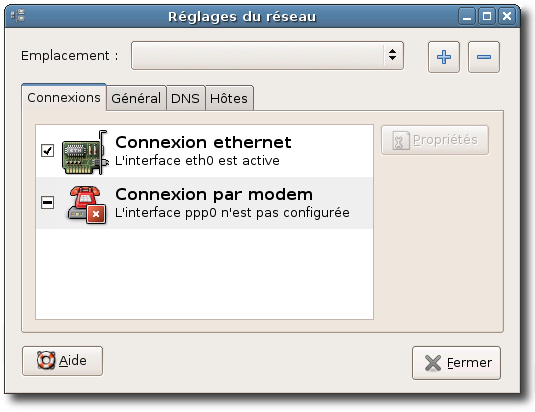 Réglages du réseau
Emplacement :
Connexions Général DNS Hôtes
Connexion ethernet
L'interface eth0 est active
Propriétés
Connexion par modem
L'interface ppp0 n'est pas configurée
Aide
Fermer